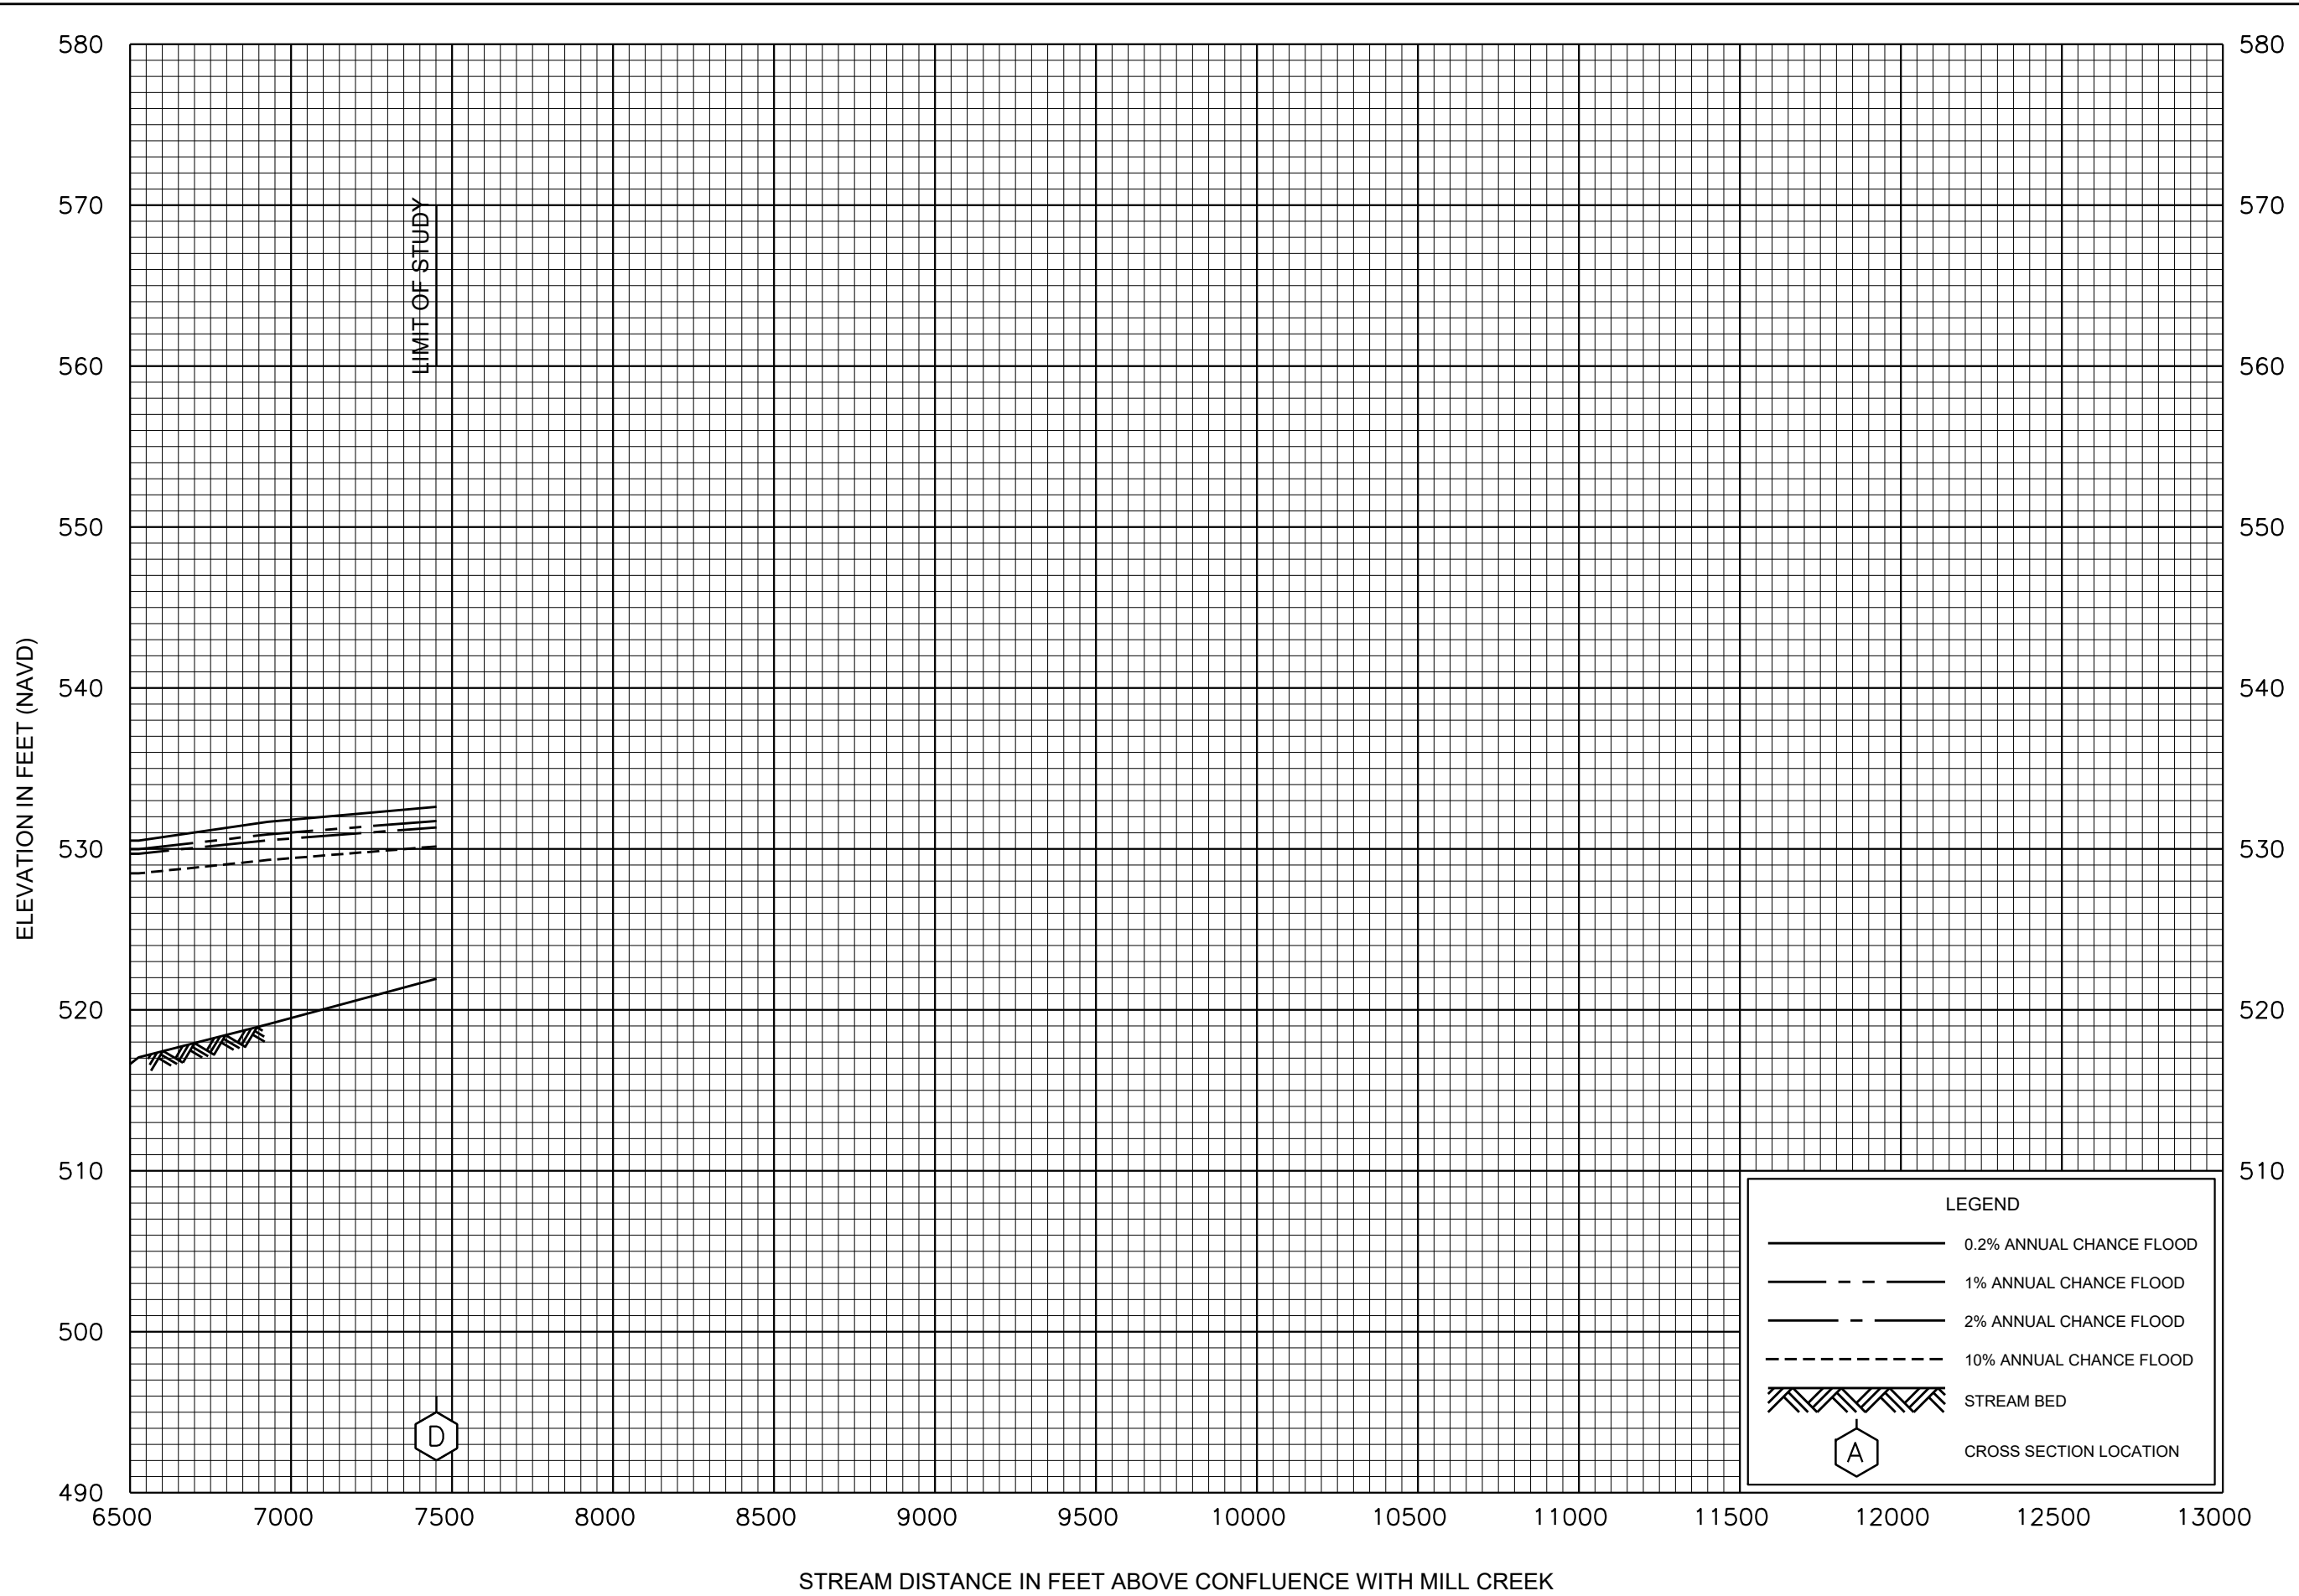 580
570
560
550
540
530
520
510
500
490
ELEVATION IN FEET (NAVD)
LIMIT OF STUDY
D
580
570
560
550
540
530
520
510
LEGEND
0.2% ANNUAL CHANCE FLOOD
1% ANNUAL CHANCE FLOOD
2% ANNUAL CHANCE FLOOD
10% ANNUAL CHANCE FLOOD
STREAM BED
A
CROSS SECTION LOCATION
6500 7000 7500 8000 8500 9000 9500 10000 10500 11000 11500 12000 12500 13000
STREAM DISTANCE IN FEET ABOVE CONFLUENCE WITH MILL CREEK